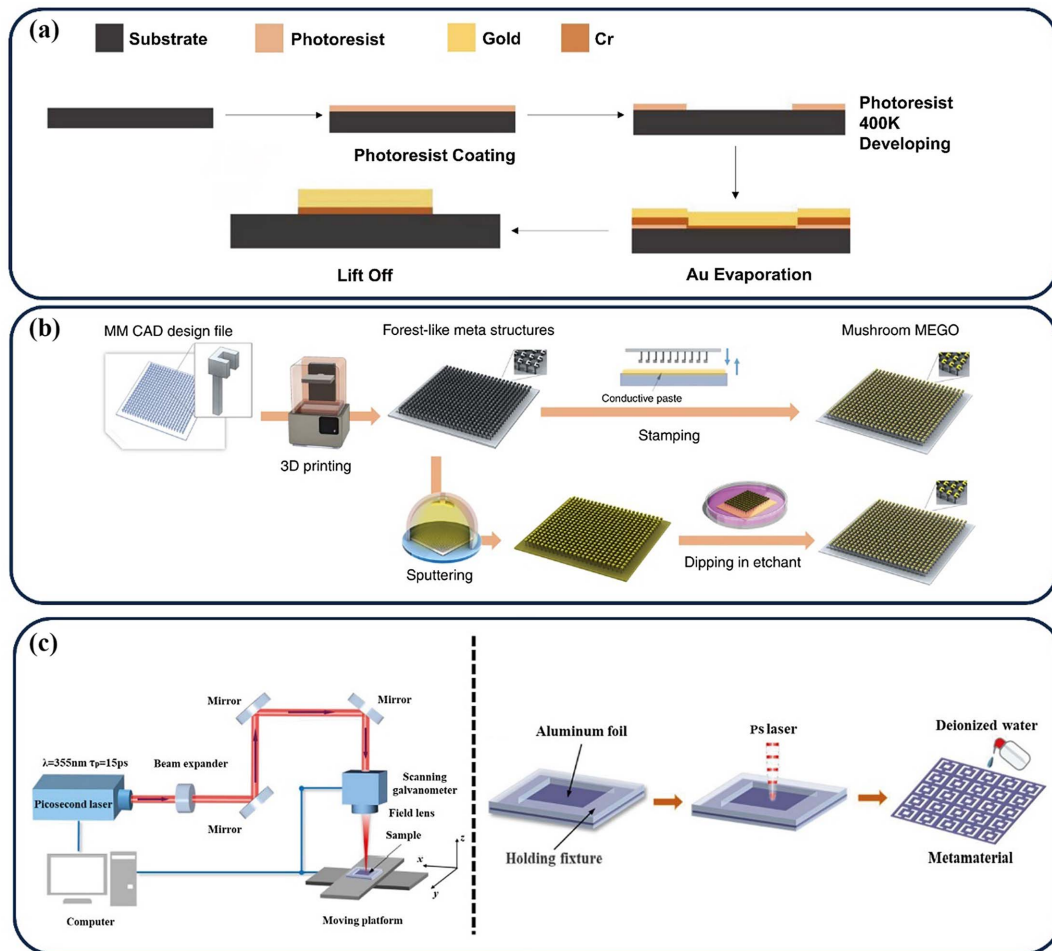 (a)
Substrate
Photoresist
Gold
Cr
Photoresist Coating
Photoresist
400K
Developing
Lift Off
Au Evaporation
(b)
MM CAD design file
Forest-like meta structures
Mushroom MEGO
3D printing
Conductive paste
Stamping
Sputtering
Dipping in etchant
(c)
Mirror
Mirror
λ=355nm τP=15ps
Beam expander
Picosecond laser
Scanning
galvanometer
Mirror
Field lens
Sample
z
x
y
Computer
Moving platform
Aluminum foil
Holding fixture
Ps laser
Deionized water
Metamaterial